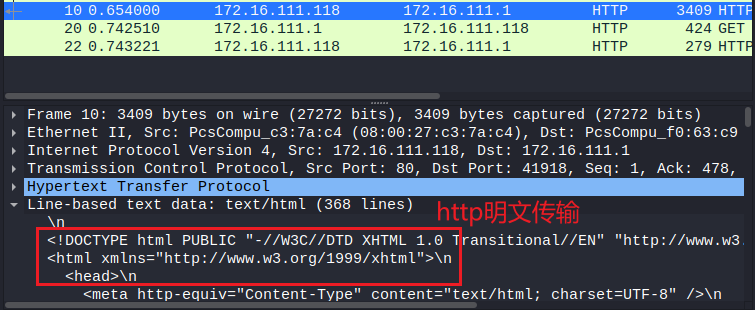 10 0.654000 172.16.111.118 172.16.111.1 HTTP 3409 HTTP
20 0.742510 172.16.111.1 172.16.111.118 HTTP 424 GET
22 0.743221 172.16.111.118 172.16.111.1 HTTP 279 HTTP
Frame 10: 3409 bytes on wire (27272 bits), 3409 bytes captured (27272 bits)
Ethernet II, Src: PcsCompu_c3:7a:c4 (08:00:27:c3:7a:c4), Dst: PcsCompu_f0:63:c9
Internet Protocol Version 4, Src: 172.16.111.118, Dst: 172.16.111.1
Transmission Control Protocol, Src Port: 80, Dst Port: 41918, Seq: 1, Ack: 478,
Hypertext Transfer Protocol
Line-based text data: text/html (368 lines)
http明文传输
\n
<!DOCTYPE html PUBLIC "-//W3C//DTD XHTML 1.0 Transitional//EN" "http://www.w3.
<html xmlns="http://www.w3.org/1999/xhtml">\n
<head>\n
<meta http-equiv="Content-Type" content="text/html; charset=UTF-8" />\n